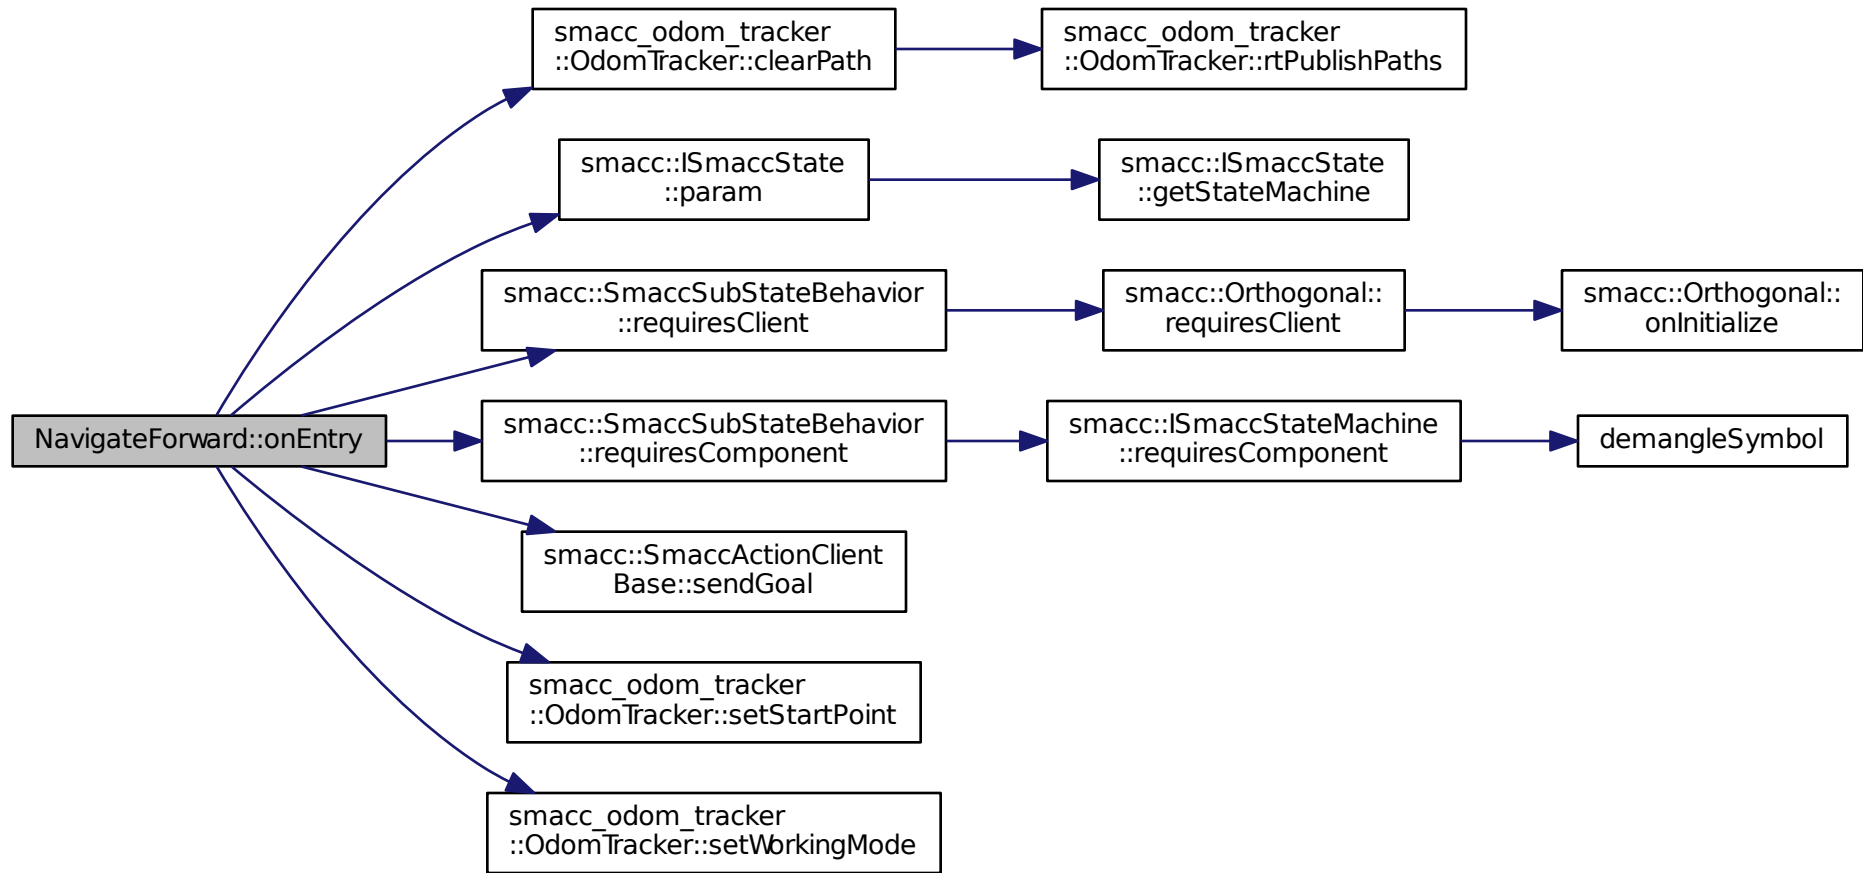 smacc_odom_tracker
::OdomTracker::clearPath
smacc_odom_tracker
::OdomTracker::rtPublishPaths
smacc::ISmaccState
::param
smacc::ISmaccState
::getStateMachine
smacc::SmaccSubStateBehavior
::requiresClient
smacc::Orthogonal::
requiresClient
smacc::Orthogonal::
onInitialize
NavigateForward::onEntry
smacc::SmaccSubStateBehavior
::requiresComponent
smacc::ISmaccStateMachine
::requiresComponent
demangleSymbol
smacc::SmaccActionClient
Base::sendGoal
smacc_odom_tracker
::OdomTracker::setStartPoint
smacc_odom_tracker
::OdomTracker::setWorkingMode